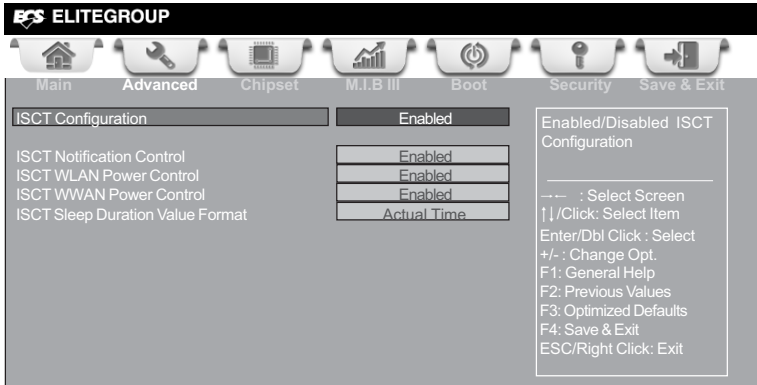 ECS ELITEGROUP
Main Advanced Chipset M.I.B III Boot Security Save & Exit
ISCT Configuration Enabled
ISCT Notification Control Enabled
ISCT WLAN Power Control Enabled
ISCT WWAN Power Control Enabled
ISCT Sleep Duration Value Format Actual Time
Enabled/Disabled ISCT
Configuration
→← : Select Screen
↑↓/Click: Select Item
Enter/Dbl Click : Select
+/- : Change Opt.
F1: General Help
F2: Previous Values
F3: Optimized Defaults
F4: Save & Exit
ESC/Right Click: Exit